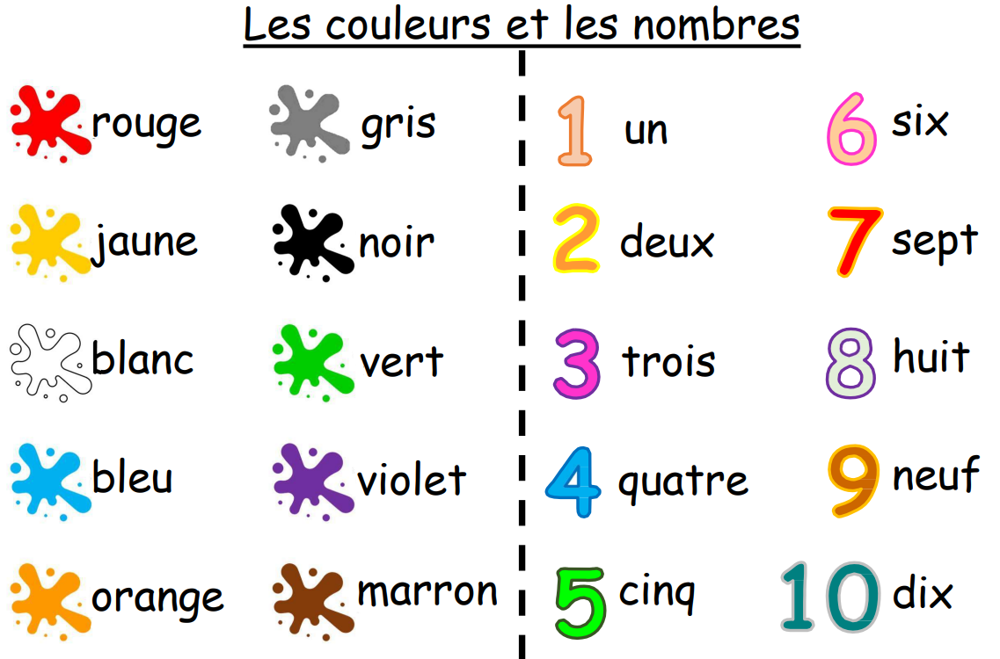 Les couleurs et les nombres
rouge gris 1 un 6 six
jaune noir 2 deux 7 sept
blanc vert 3 trois 8 huit
bleu violet 4 quatre 9 neuf
orange marron 5 cinq 10 dix